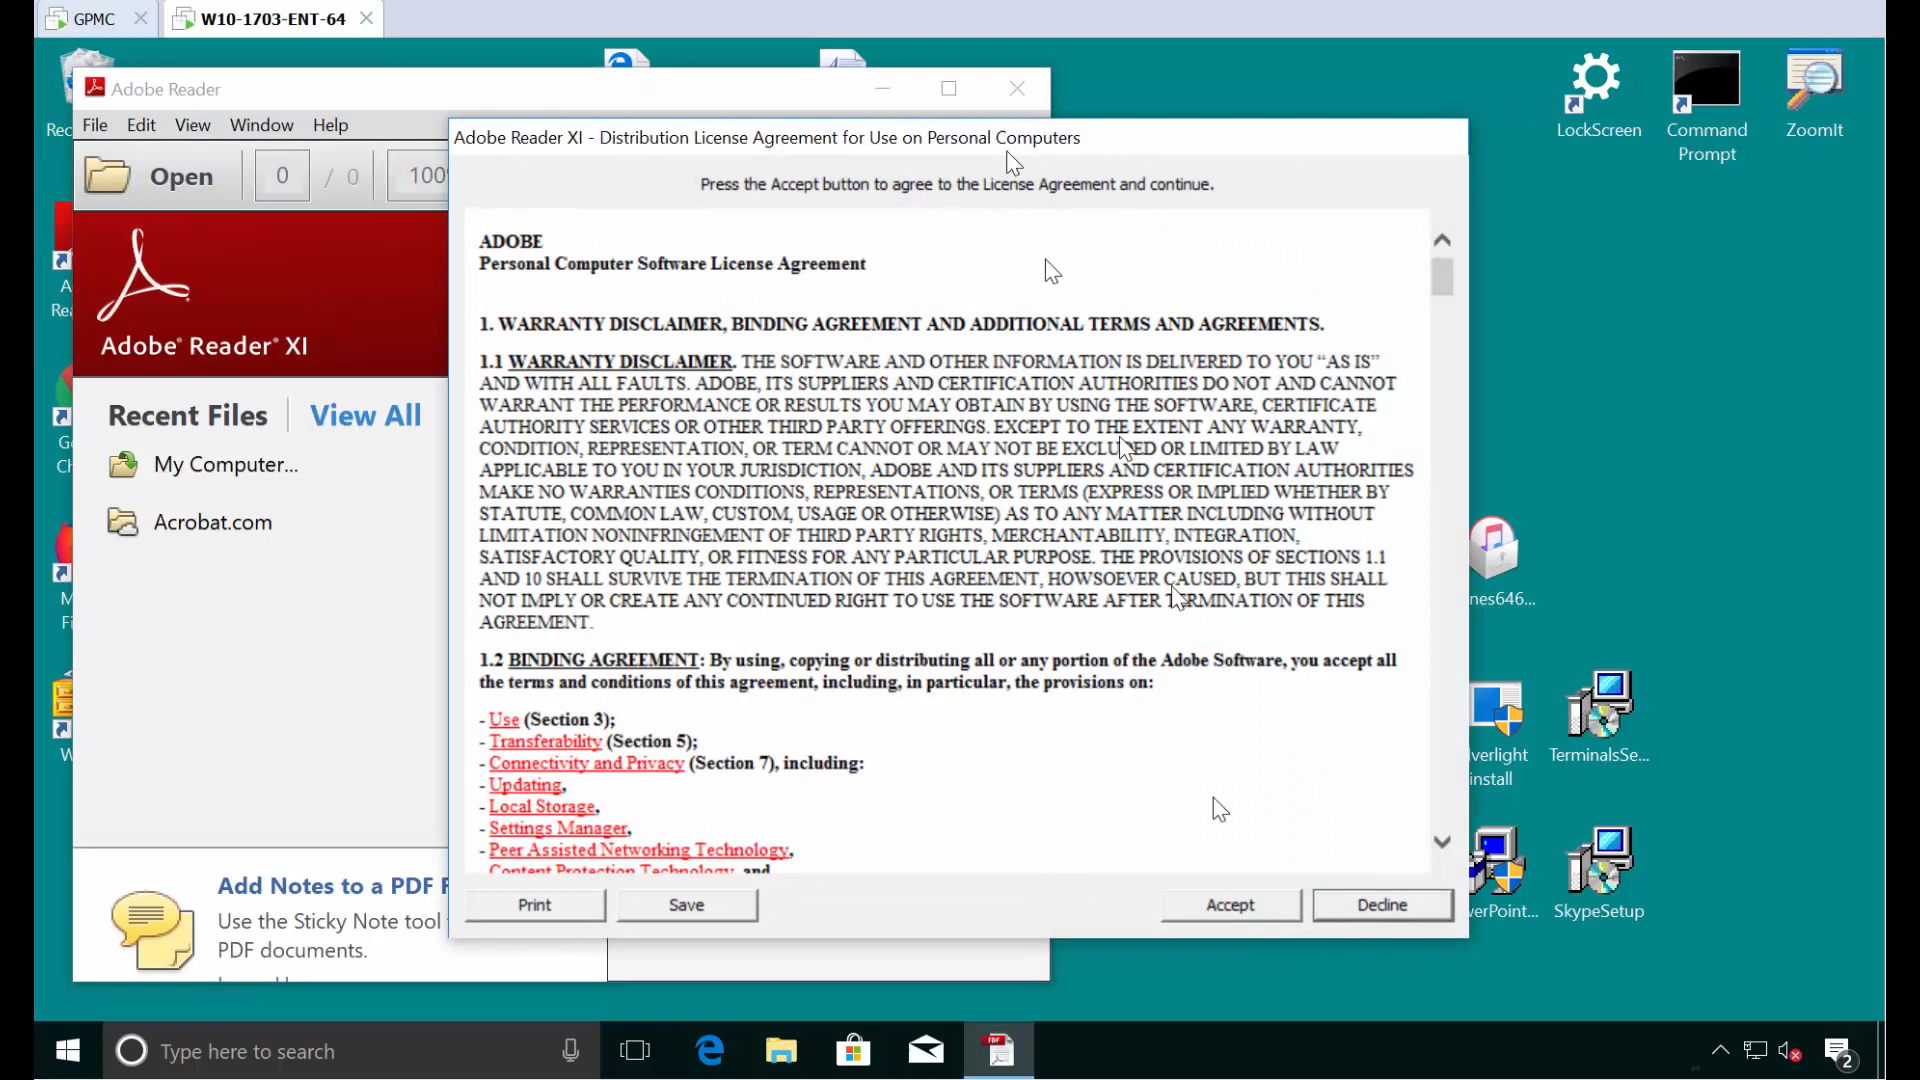 GPMC
W10-1703-ENT-64
Adobe Reader
File Edit View Window Help
Open
0 / 0
100%
Adobe Reader XI
Recent Files View All
My Computer...
Acrobat.com
Add Notes to a PDF F
Use the Sticky Note tool
PDF documents.
Adobe Reader XI - Distribution License Agreement for Use on Personal Computers
Press the Accept button to agree to the License Agreement and continue.
ADOBE
Personal Computer Software License Agreement
1. WARRANTY DISCLAIMER, BINDING AGREEMENT AND ADDITIONAL TERMS AND AGREEMENTS.
1.1 WARRANTY DISCLAIMER. THE SOFTWARE AND OTHER INFORMATION IS DELIVERED TO YOU “AS IS”
AND WITH ALL FAULTS. ADOBE, ITS SUPPLIERS AND CERTIFICATION AUTHORITIES DO NOT AND CANNOT
WARRANT THE PERFORMANCE OR RESULTS YOU MAY OBTAIN BY USING THE SOFTWARE, CERTIFICATE
AUTHORITY SERVICES OR OTHER THIRD PARTY OFFERINGS. EXCEPT TO THE EXTENT ANY WARRANTY,
CONDITION, REPRESENTATION, OR TERM CANNOT OR MAY NOT BE EXCLUDED OR LIMITED BY LAW
APPLICABLE TO YOU IN YOUR JURISDICTION, ADOBE AND ITS SUPPLIERS AND CERTIFICATION AUTHORITIES
MAKE NO WARRANTIES CONDITIONS, REPRESENTATIONS, OR TERMS (EXPRESS OR IMPLIED WHETHER BY
STATUTE, COMMON LAW, CUSTOM, USAGE OR OTHERWISE) AS TO ANY MATTER INCLUDING WITHOUT
LIMITATION NONINFRINGEMENT OF THIRD PARTY RIGHTS, MERCHANTABILITY, INTEGRATION,
SATISFACTORY QUALITY, OR FITNESS FOR ANY PARTICULAR PURPOSE. THE PROVISIONS OF SECTIONS 1.1
AND 10 SHALL SURVIVE THE TERMINATION OF THIS AGREEMENT, HOWSOEVER CAUSED, BUT THIS SHALL
NOT IMPLY OR CREATE ANY CONTINUED RIGHT TO USE THE SOFTWARE AFTER TERMINATION OF THIS
AGREEMENT.
1.2 BINDING AGREEMENT: By using, copying or distributing all or any portion of the Adobe Software, you accept all
the terms and conditions of this agreement, including, in particular, the provisions on:
- Use (Section 3);
- Transferability (Section 5);
- Connectivity and Privacy (Section 7), including:
- Updating,
- Local Storage,
- Settings Manager,
- Peer Assisted Networking Technology,
- Content Protection Technology, and
Print Save Accept Decline
LockScreen
Command
Prompt
ZoomIt
nes646...
verlight
install
TerminalsSe...
werPoint...
SkypeSetup
Rec
A
Rea
Go
Ch
M
Fi
W
Type here to search
2